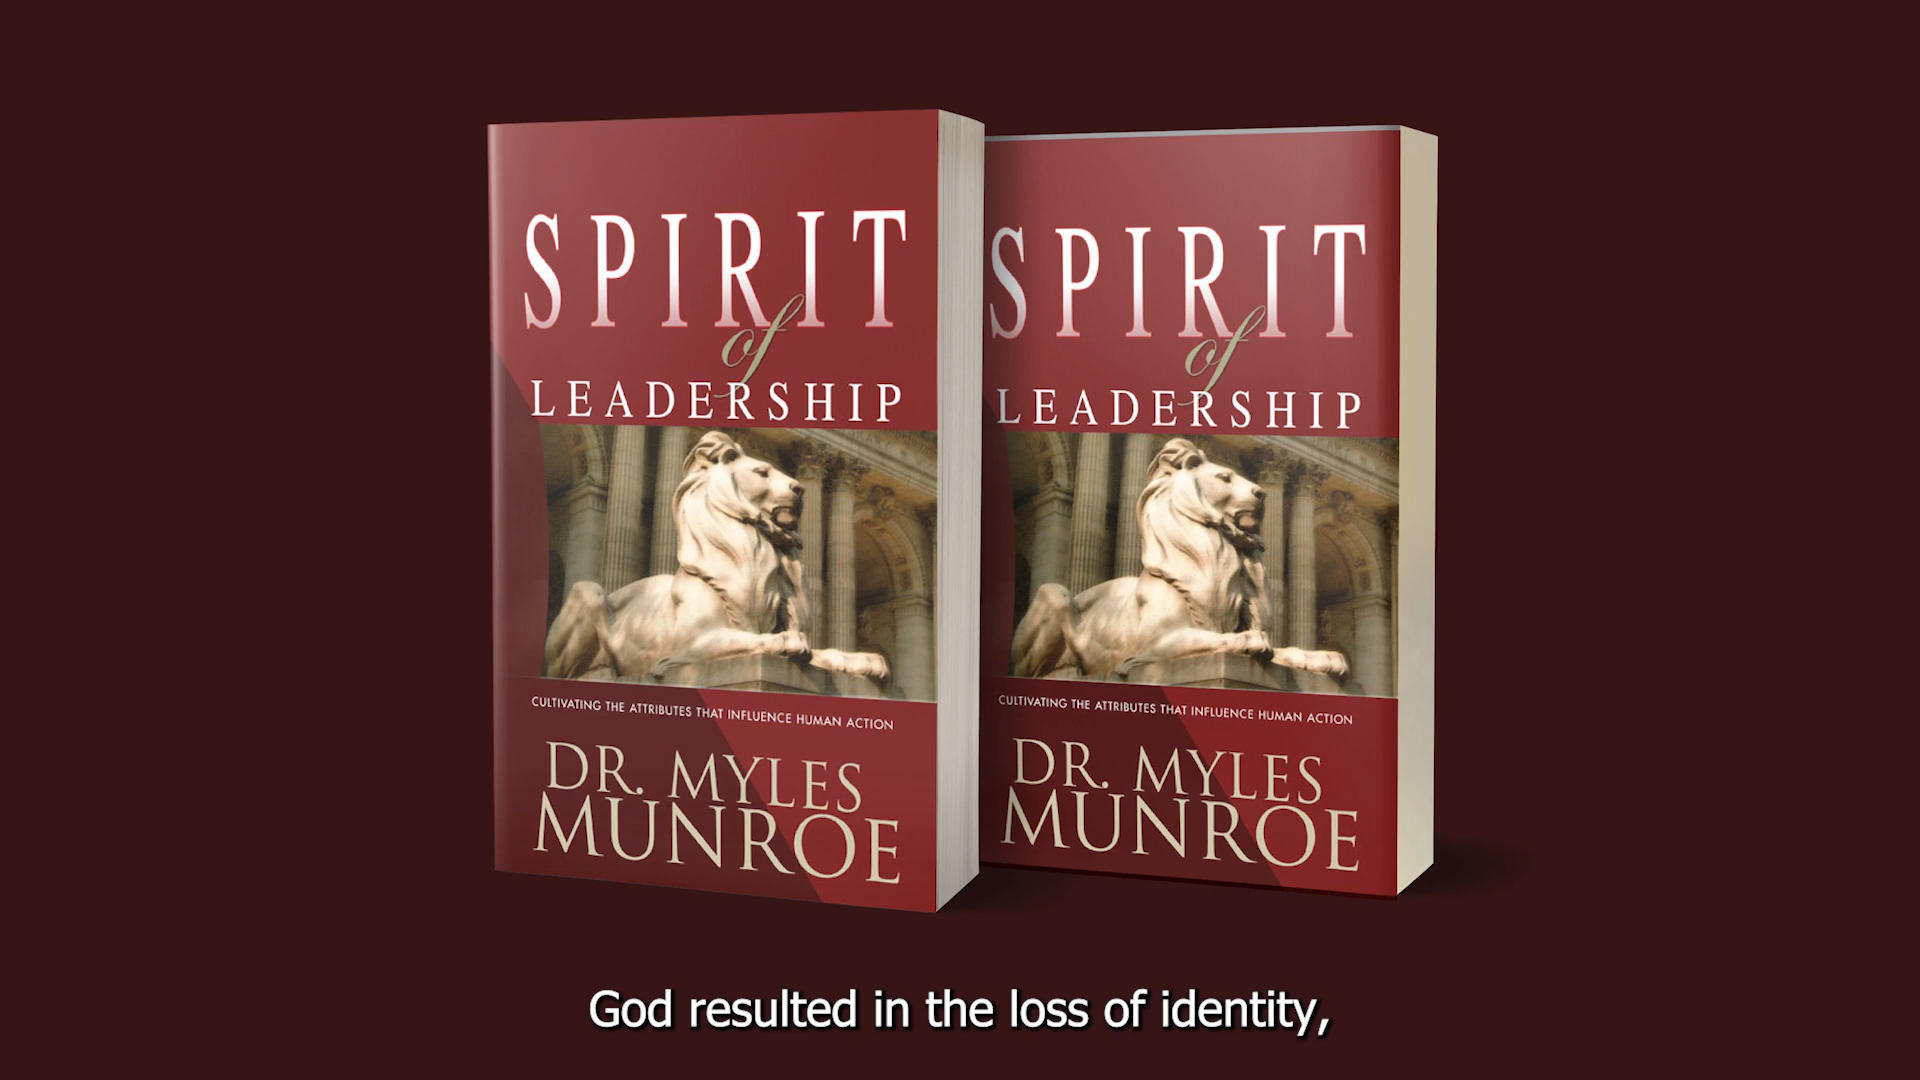 SPIRIT
of
LEADERSHIP
CULTIVATING THE ATTRIBUTES THAT INFLUENCE HUMAN ACTION
DR. MYLES
MUNROE
SPIRIT
of
LEADERSHIP
CULTIVATING THE ATTRIBUTES THAT INFLUENCE HUMAN ACTION
DR. MYLES
MUNROE
God resulted in the loss of identity,